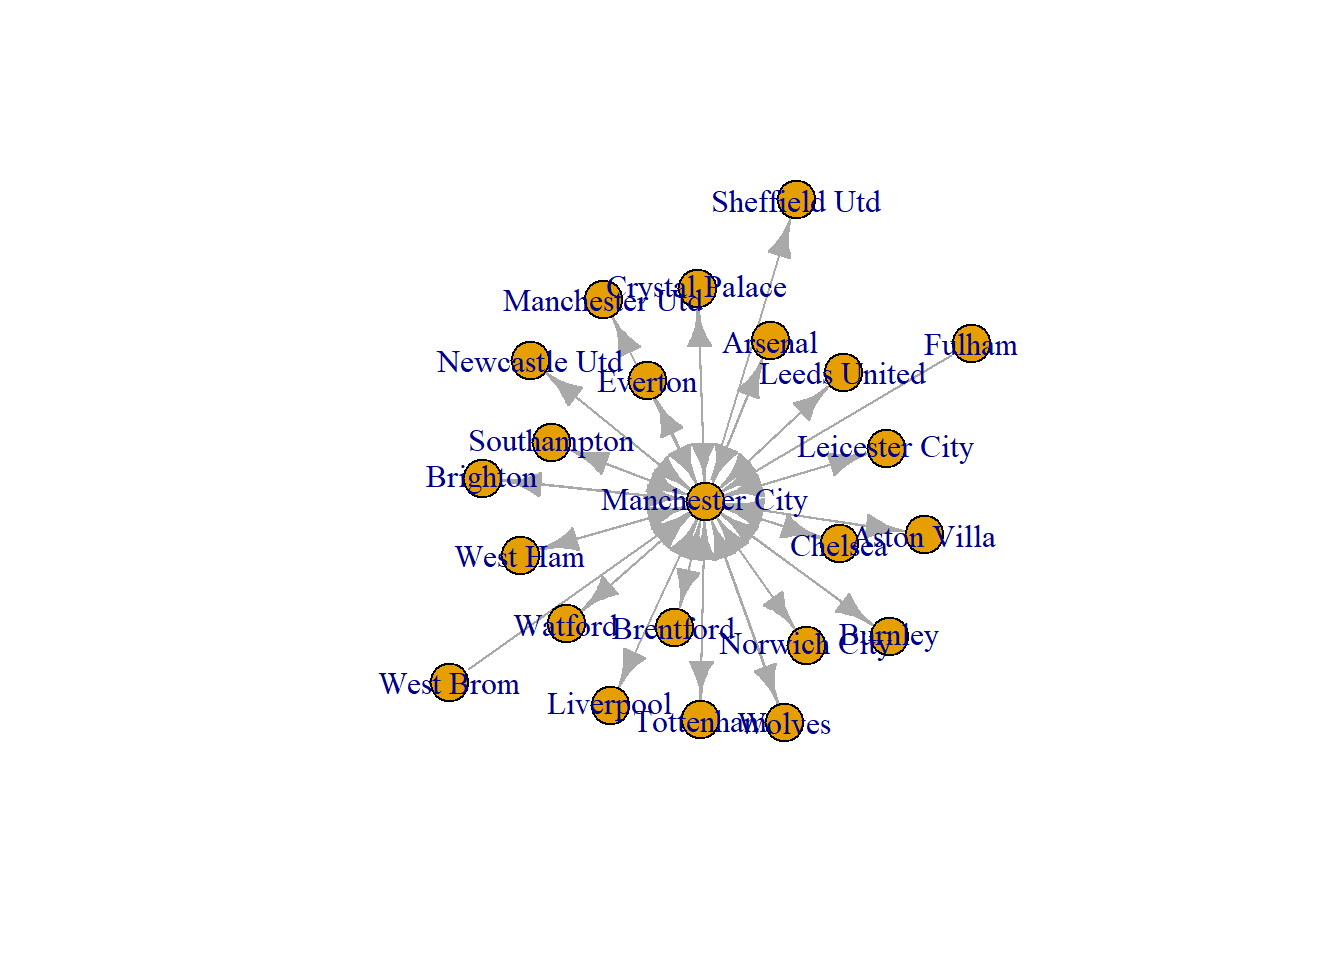 Sheffield Utd
Crystal Palace
Manchester Utd
Arsenal
Fulham
Newcastle Utd
Everton
Leeds United
Southampton
Leicester City
Brighton
Manchester City
Chelsea
Aston Villa
West Ham
Watford
Brentford
Norwich City
Burnley
West Brom
Liverpool
Tottenham
Wolves